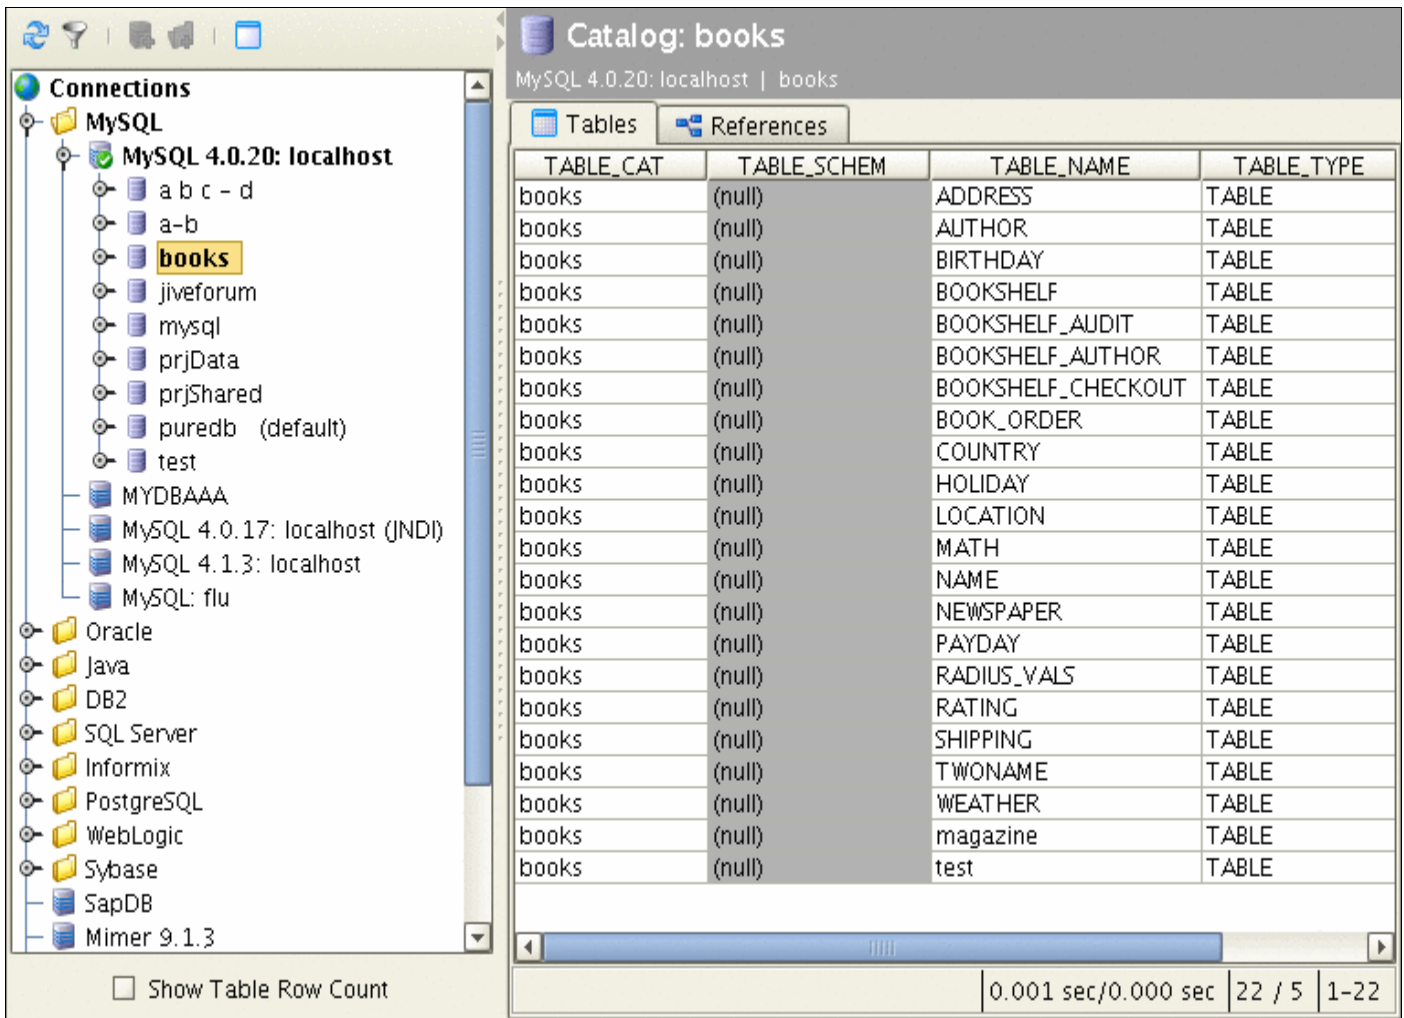 Connections
MySQL
MySQL 4.0.20: localhost
a b c - d
a-b
books
jiveforum
mysql
prjData
prjShared
puredb (default)
test
MYDBAAA
MySQL 4.0.17: localhost (JNDI)
MySQL 4.1.3: localhost
MySQL: flu
Oracle
Java
DB2
SQL Server
Informix
PostgreSQL
WebLogic
Sybase
SapDB
Mimer 9.1.3
Show Table Row Count
Catalog: books
MySQL 4.0.20: localhost | books
Tables References
TABLE_CAT TABLE_SCHEM TABLE_NAME TABLE_TYPE
books (null) ADDRESS TABLE
books (null) AUTHOR TABLE
books (null) BIRTHDAY TABLE
books (null) BOOKSHELF TABLE
books (null) BOOKSHELF_AUDIT TABLE
books (null) BOOKSHELF_AUTHOR TABLE
books (null) BOOKSHELF_CHECKOUT TABLE
books (null) BOOK_ORDER TABLE
books (null) COUNTRY TABLE
books (null) HOLIDAY TABLE
books (null) LOCATION TABLE
books (null) MATH TABLE
books (null) NAME TABLE
books (null) NEWSPAPER TABLE
books (null) PAYDAY TABLE
books (null) RADIUS_VALS TABLE
books (null) RATING TABLE
books (null) SHIPPING TABLE
books (null) TWONAME TABLE
books (null) WEATHER TABLE
books (null) magazine TABLE
books (null) test TABLE
0.001 sec/0.000 sec 22 / 5 1-22